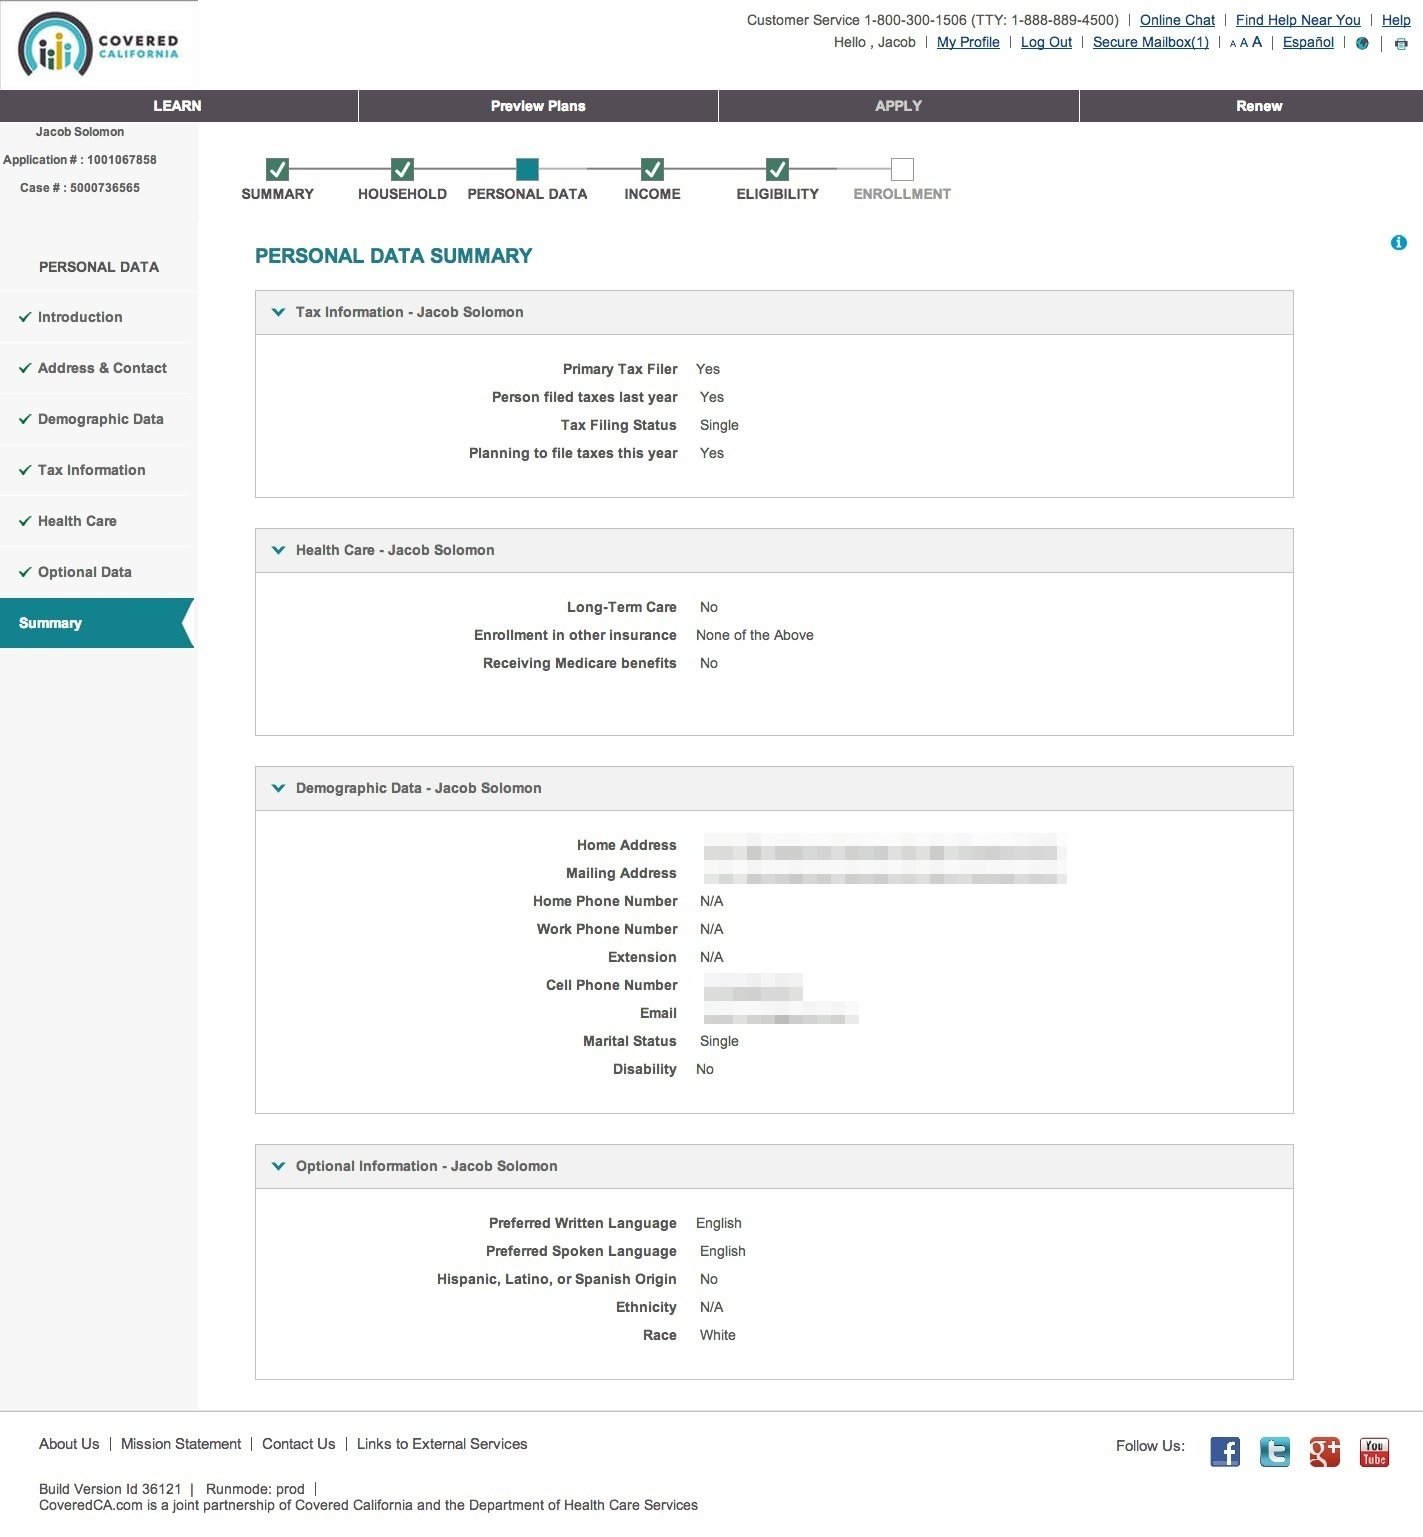 COVERED
CALIFORNIA
Customer Service 1-800-300-1506 (TTY: 1-888-889-4500) | Online Chat | Find Help Near You | Help
Hello , Jacob | My Profile | Log Out | Secure Mailbox(1) | A A A | Español |
LEARN Preview Plans APPLY Renew
Jacob Solomon
Application # : 1001067858
Case # : 5000736565
SUMMARY HOUSEHOLD PERSONAL DATA INCOME ELIGIBILITY ENROLLMENT
PERSONAL DATA
Introduction
Address & Contact
Demographic Data
Tax Information
Health Care
Optional Data
Summary
PERSONAL DATA SUMMARY
i
Tax Information - Jacob Solomon
Primary Tax Filer Yes
Person filed taxes last year Yes
Tax Filing Status Single
Planning to file taxes this year Yes
Health Care - Jacob Solomon
Long-Term Care No
Enrollment in other insurance None of the Above
Receiving Medicare benefits No
Demographic Data - Jacob Solomon
Home Address
Mailing Address
Home Phone Number N/A
Work Phone Number N/A
Extension N/A
Cell Phone Number
Email
Marital Status Single
Disability No
Optional Information - Jacob Solomon
Preferred Written Language English
Preferred Spoken Language English
Hispanic, Latino, or Spanish Origin No
Ethnicity N/A
Race White
About Us | Mission Statement | Contact Us | Links to External Services
Follow Us: f t g+ You Tube
Build Version Id 36121 | Runmode: prod |
CoveredCA.com is a joint partnership of Covered California and the Department of Health Care Services